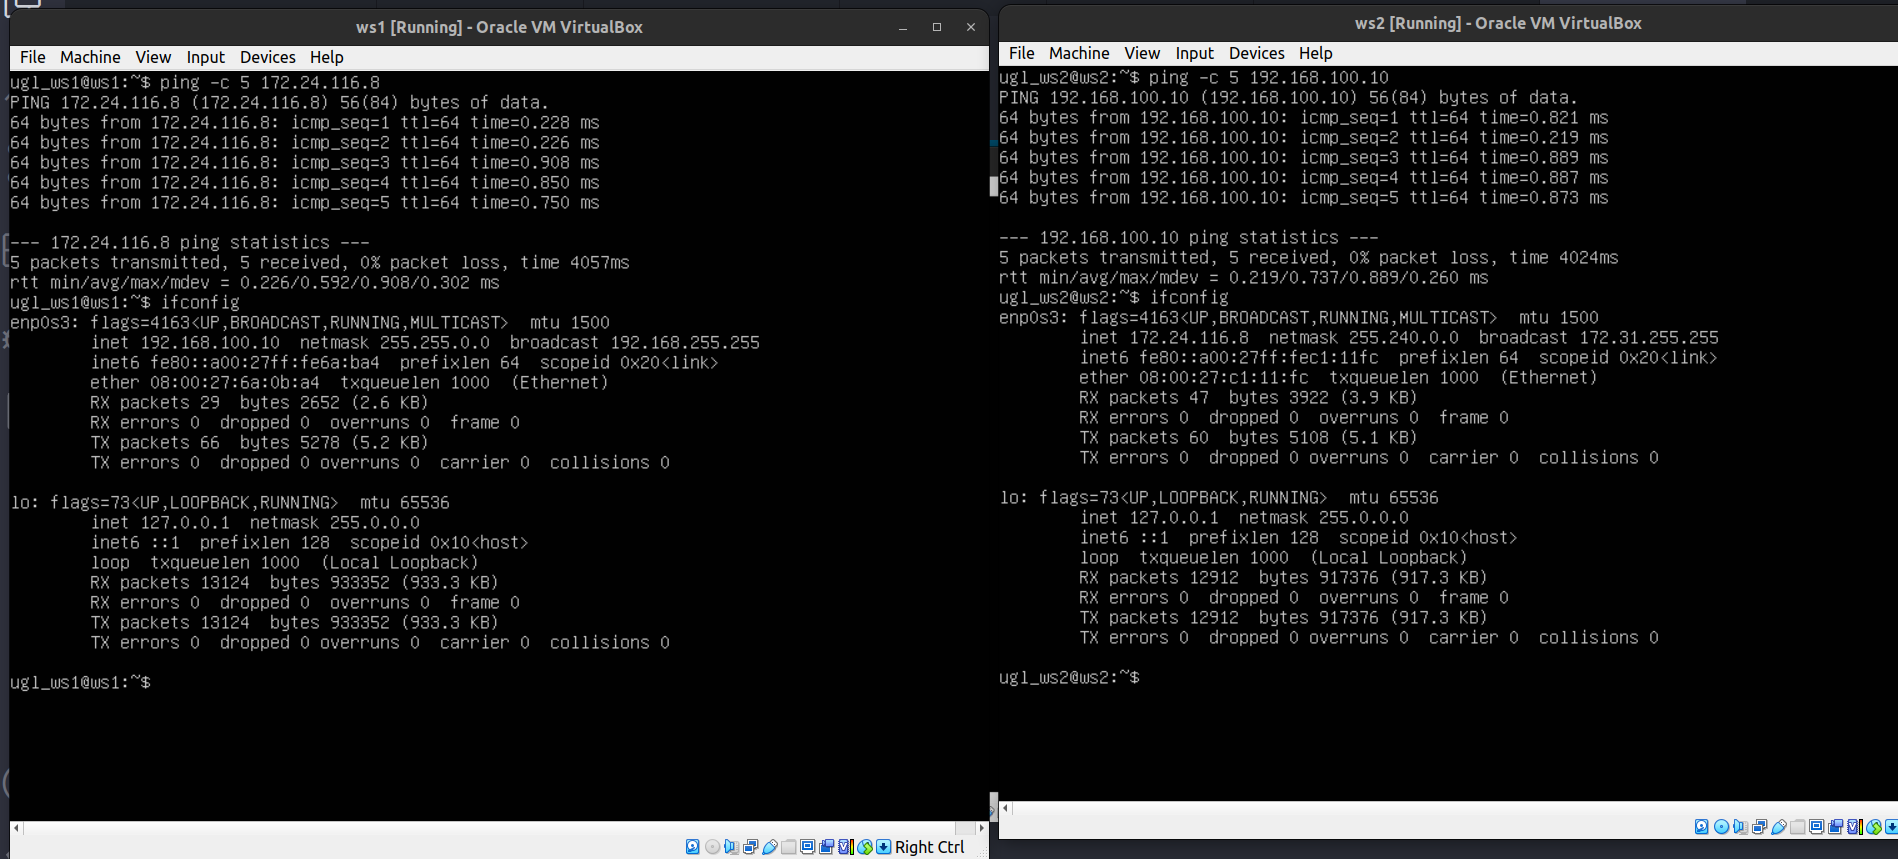 ws1 [Running] - Oracle VM VirtualBox
File Machine View Input Devices Help
ugl_ws1@ws1:~$ ping -c 5 172.24.116.8
PING 172.24.116.8 (172.24.116.8) 56(84) bytes of data.
64 bytes from 172.24.116.8: icmp_seq=1 ttl=64 time=0.228 ms
64 bytes from 172.24.116.8: icmp_seq=2 ttl=64 time=0.226 ms
64 bytes from 172.24.116.8: icmp_seq=3 ttl=64 time=0.908 ms
64 bytes from 172.24.116.8: icmp_seq=4 ttl=64 time=0.850 ms
64 bytes from 172.24.116.8: icmp_seq=5 ttl=64 time=0.750 ms
--- 172.24.116.8 ping statistics ---
5 packets transmitted, 5 received, 0% packet loss, time 4057ms
rtt min/avg/max/mdev = 0.226/0.592/0.908/0.302 ms
ugl_ws1@ws1:~$ ifconfig
enp0s3: flags=4163<UP,BROADCAST,RUNNING,MULTICAST>  mtu 1500
inet 192.168.100.10  netmask 255.255.0.0  broadcast 192.168.255.255
inet6 fe80::a00:27ff:fe6a:ba4  prefixlen 64  scopeid 0x20<link>
ether 08:00:27:6a:0b:a4  txqueuelen 1000  (Ethernet)
RX packets 29  bytes 2652 (2.6 KB)
RX errors 0  dropped 0  overruns 0  frame 0
TX packets 66  bytes 5278 (5.2 KB)
TX errors 0  dropped 0 overruns 0  carrier 0  collisions 0
lo: flags=73<UP,LOOPBACK,RUNNING>  mtu 65536
inet 127.0.0.1  netmask 255.0.0.0
inet6 ::1  prefixlen 128  scopeid 0x10<host>
loop  txqueuelen 1000  (Local Loopback)
RX packets 13124  bytes 933352 (933.3 KB)
RX errors 0  dropped 0  overruns 0  frame 0
TX packets 13124  bytes 933352 (933.3 KB)
TX errors 0  dropped 0 overruns 0  carrier 0  collisions 0
ugl_ws1@ws1:~$
Right Ctrl
ws2 [Running] - Oracle VM VirtualBox
File Machine View Input Devices Help
ugl_ws2@ws2:~$ ping -c 5 192.168.100.10
PING 192.168.100.10 (192.168.100.10) 56(84) bytes of data.
64 bytes from 192.168.100.10: icmp_seq=1 ttl=64 time=0.821 ms
64 bytes from 192.168.100.10: icmp_seq=2 ttl=64 time=0.219 ms
64 bytes from 192.168.100.10: icmp_seq=3 ttl=64 time=0.889 ms
64 bytes from 192.168.100.10: icmp_seq=4 ttl=64 time=0.887 ms
64 bytes from 192.168.100.10: icmp_seq=5 ttl=64 time=0.873 ms
--- 192.168.100.10 ping statistics ---
5 packets transmitted, 5 received, 0% packet loss, time 4024ms
rtt min/avg/max/mdev = 0.219/0.737/0.889/0.260 ms
ugl_ws2@ws2:~$ ifconfig
enp0s3: flags=4163<UP,BROADCAST,RUNNING,MULTICAST>  mtu 1500
inet 172.24.116.8  netmask 255.240.0.0  broadcast 172.31.255.255
inet6 fe80::a00:27ff:fec1:11fc  prefixlen 64  scopeid 0x20<link>
ether 08:00:27:c1:11:fc  txqueuelen 1000  (Ethernet)
RX packets 47  bytes 3922 (3.9 KB)
RX errors 0  dropped 0  overruns 0  frame 0
TX packets 60  bytes 5108 (5.1 KB)
TX errors 0  dropped 0 overruns 0  carrier 0  collisions 0
lo: flags=73<UP,LOOPBACK,RUNNING>  mtu 65536
inet 127.0.0.1  netmask 255.0.0.0
inet6 ::1  prefixlen 128  scopeid 0x10<host>
loop  txqueuelen 1000  (Local Loopback)
RX packets 12912  bytes 917376 (917.3 KB)
RX errors 0  dropped 0  overruns 0  frame 0
TX packets 12912  bytes 917376 (917.3 KB)
TX errors 0  dropped 0 overruns 0  carrier 0  collisions 0
ugl_ws2@ws2:~$